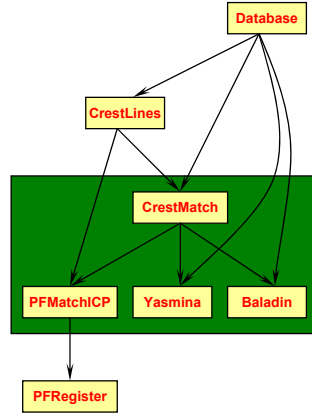 Database
CrestLines
CrestMatch
PFMatchICP
Yasmina
Baladin
PFRegister